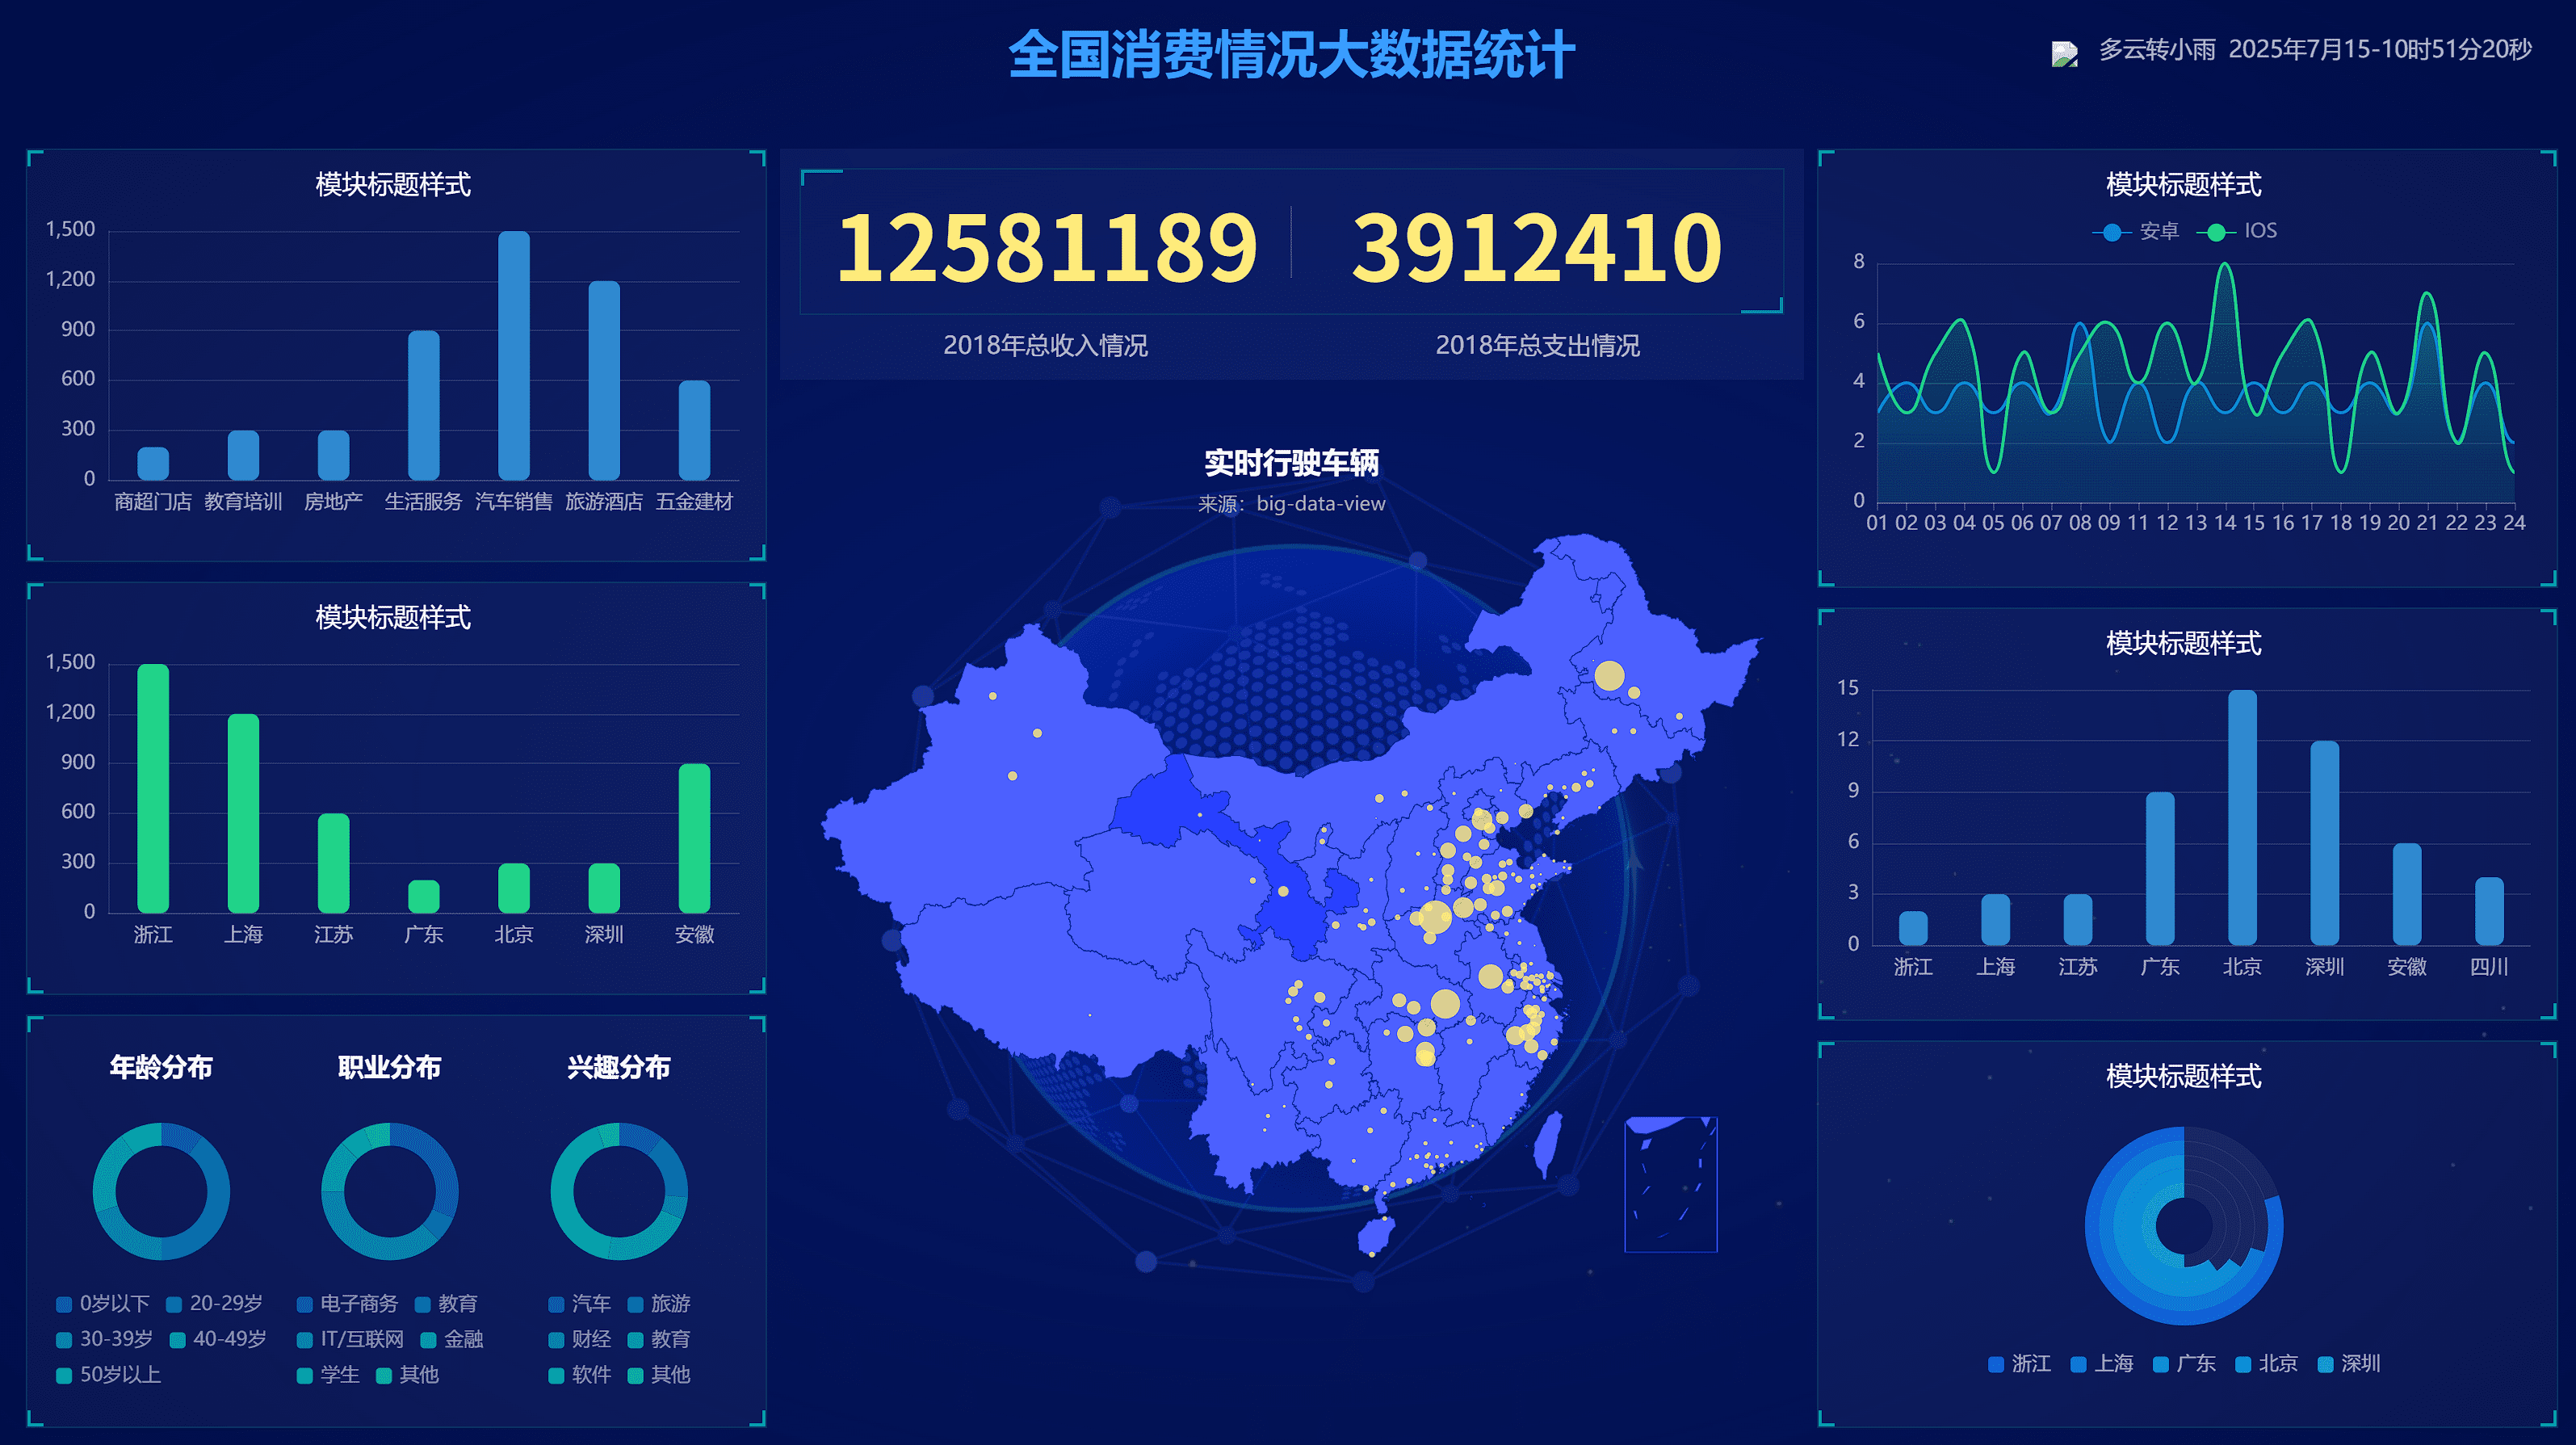 全国消费情况大数据统计
多云转小雨 2025年7月15-10时51分20秒
模块标题样式
1,500
1,200
900
600
300
0
商超门店 教育培训 房地产 生活服务 汽车销售 旅游酒店 五金建材
模块标题样式
1,500
1,200
900
600
300
0
浙江 上海 江苏 广东 北京 深圳 安徽
年龄分布 职业分布 兴趣分布
0岁以下 20-29岁 电子商务 教育 汽车 旅游
30-39岁 40-49岁 IT/互联网 金融 财经 教育
50岁以上 学生 其他 软件 其他
12581189 3912410
2018年总收入情况 2018年总支出情况
实时行驶车辆
来源：big-data-view
模块标题样式
安卓 IOS
8
6
4
2
0
01 02 03 04 05 06 07 08 09 11 12 13 14 15 16 17 18 19 20 21 22 23 24
模块标题样式
15
12
9
6
3
0
浙江 上海 江苏 广东 北京 深圳 安徽 四川
模块标题样式
浙江 上海 广东 北京 深圳